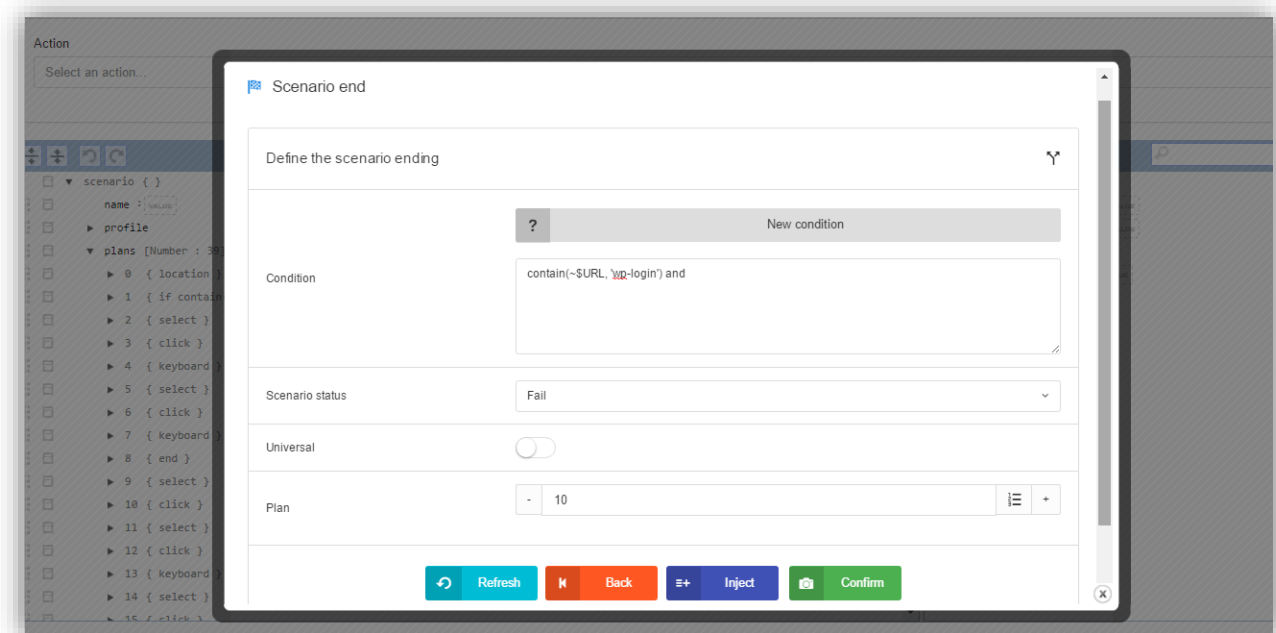 Action
Select an action...
Scenario end
Define the scenario ending
? New condition
Condition
contain(~$URL, 'wp-login') and
Scenario status
Fail
Universal
Plan
- 10 +
Refresh Back Inject Confirm
scenario { }
name :
profile
plans [Number : 39]
0 { location }
1 { if contain
2 { select }
3 { click }
4 { keyboard }
5 { select }
6 { click }
7 { keyboard }
8 { end }
9 { select }
10 { click }
11 { select }
12 { click }
13 { keyboard }
14 { select }
15 { click }